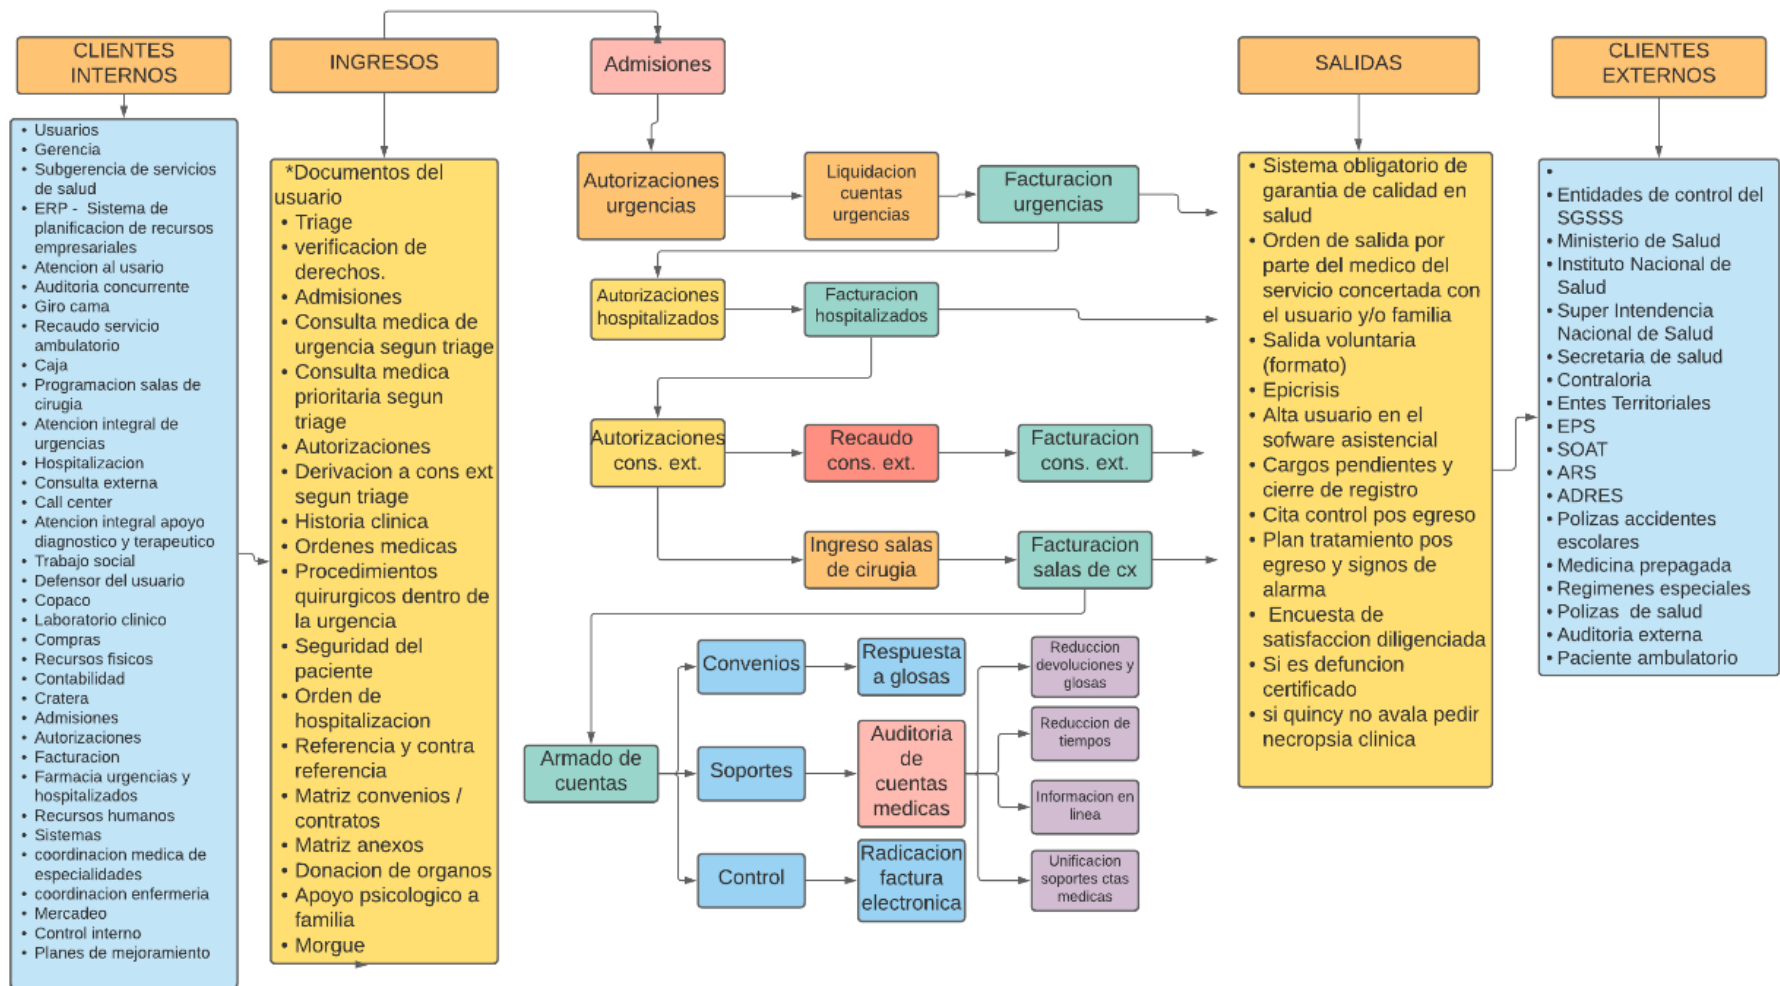 CLIENTES
INTERNOS
• Usuarios
• Gerencia
• Subgerencia de servicios
de salud
• ERP - Sistema de
planificacion de recursos
empresariales
• Atencion al usario
• Auditoria concurrente
• Giro cama
• Recaudo servicio
ambulatorio
• Caja
• Programacion salas de
cirugia
• Atencion integral de
urgencias
• Hospitalizacion
• Consulta externa
• Call center
• Atencion integral apoyo
diagnostico y terapeutico
• Trabajo social
• Defensor del usuario
• Copaco
• Laboratorio clinico
• Compras
• Recursos fisicos
• Contabilidad
• Cratera
• Admisiones
• Autorizaciones
• Facturacion
• Farmacia urgencias y
hospitalizados
• Recursos humanos
• Sistemas
• coordinacion medica de
especialidades
• coordinacion enfermeria
• Mercadeo
• Control interno
• Planes de mejoramiento
INGRESOS
*Documentos del
usuario
• Triage
• verificacion de
derechos.
• Admisiones
• Consulta medica de
urgencia segun triage
• Consulta medica
prioritaria segun
triage
• Autorizaciones
• Derivacion a cons ext
segun triage
• Historia clinica
• Ordenes medicas
• Procedimientos
quirurgicos dentro de
la urgencia
• Seguridad del
paciente
• Orden de
hospitalizacion
• Referencia y contra
referencia
• Matriz convenios /
contratos
• Matriz anexos
• Donacion de organos
• Apoyo psicologico a
familia
• Morgue
Admisiones
Autorizaciones
urgencias
Liquidacion
cuentas
urgencias
Facturacion
urgencias
Autorizaciones
hospitalizados
Facturacion
hospitalizados
Autorizaciones
cons. ext.
Recaudo
cons. ext.
Facturacion
cons. ext.
Ingreso salas
de cirugia
Facturacion
salas de cx
Armado de
cuentas
Convenios
Respuesta
a glosas
Soportes
Auditoria
de
cuentas
medicas
Control
Radicacion
factura
electronica
Reduccion
devoluciones y
glosas
Reduccion de
tiempos
Informacion en
linea
Unificacion
soportes ctas
medicas
SALIDAS
• Sistema obligatorio de
garantia de calidad en
salud
• Orden de salida por
parte del medico del
servicio concertada con
el usuario y/o familia
• Salida voluntaria
(formato)
• Epicrisis
• Alta usuario en el
sofware asistencial
• Cargos pendientes y
cierre de registro
• Cita control pos egreso
• Plan tratamiento pos
egreso y signos de
alarma
• Encuesta de
satisfaccion diligenciada
• Si es defuncion
certificado
• si quincy no avala pedir
necropsia clinica
CLIENTES
EXTERNOS
•
• Entidades de control del
SGSSS
• Ministerio de Salud
• Instituto Nacional de
Salud
• Super Intendencia
Nacional de Salud
• Secretaria de salud
• Contraloria
• Entes Territoriales
• EPS
• SOAT
• ARS
• ADRES
• Polizas accidentes
escolares
• Medicina prepagada
• Regimenes especiales
• Polizas de salud
• Auditoria externa
• Paciente ambulatorio